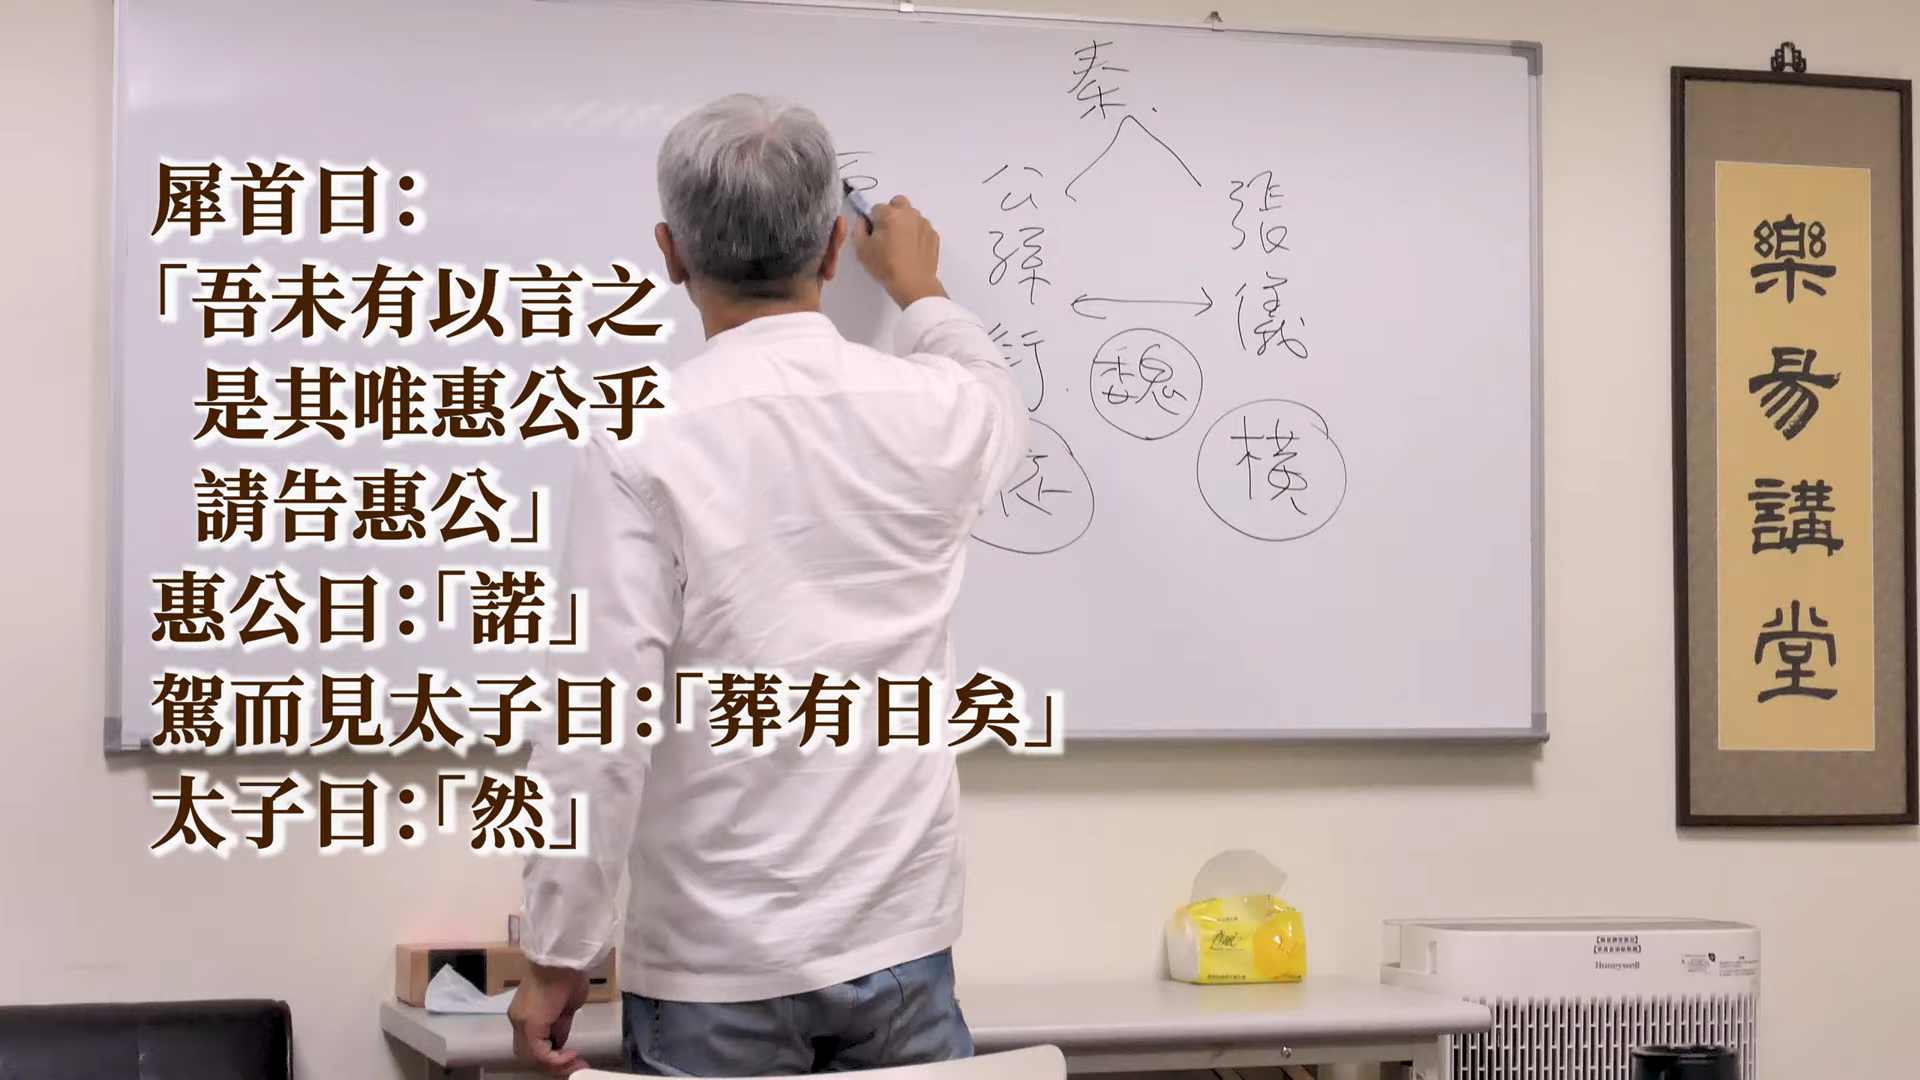 犀首曰：
「吾未有以言之
是其唯惠公乎
請告惠公」
惠公曰：「諾」
駕而見太子曰：「葬有日矣」
太子曰：「然」
秦
公孫衍
張儀
魏
橫
樂易講堂
Honeywell